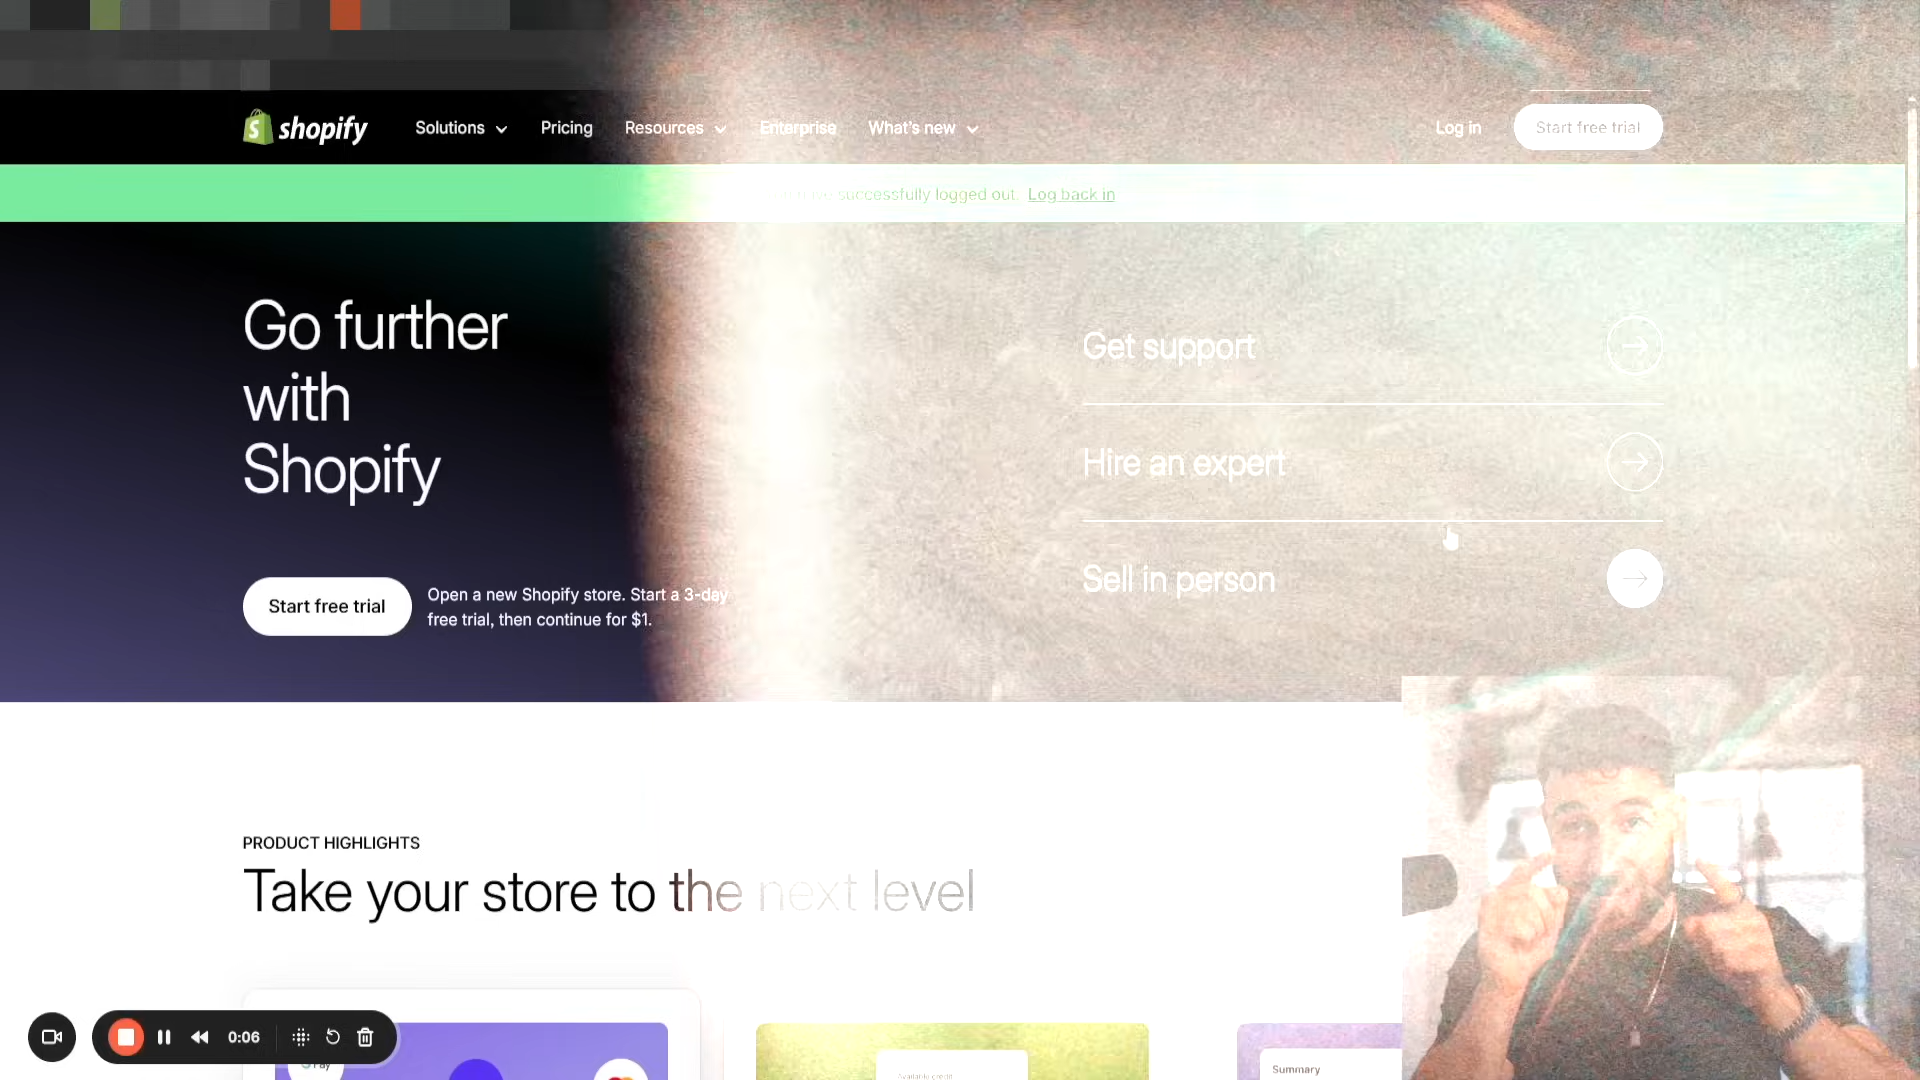 shopify
Solutions
Pricing
Resources
Enterprise
What's new
Log in
Start free trial
successfully logged out. Log back in
Go further
with
Shopify
Get support
Hire an expert
Sell in person
Start free trial
Open a new Shopify store. Start a 3-day
free trial, then continue for $1.
PRODUCT HIGHLIGHTS
Take your store to the next level
0:06
Pay
Available credit
Summary